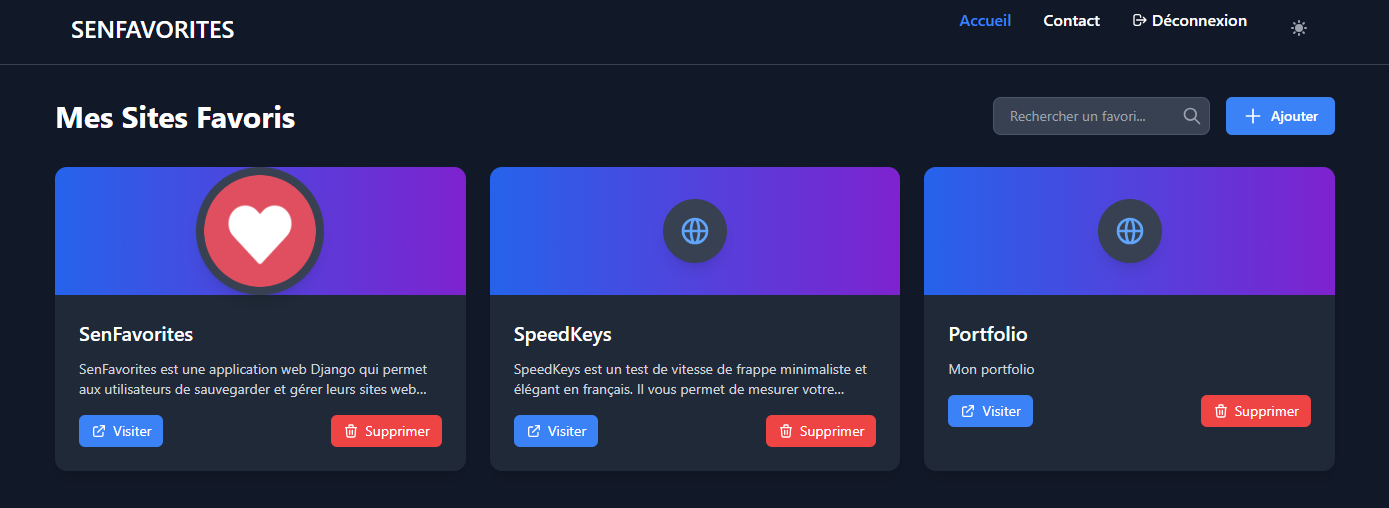 SENFAVORITES
Accueil
Contact
Déconnexion
Mes Sites Favoris
Rechercher un favori...
Ajouter
SenFavorites
SenFavorites est une application web Django qui permet
aux utilisateurs de sauvegarder et gérer leurs sites web...
Visiter
Supprimer
SpeedKeys
SpeedKeys est un test de vitesse de frappe minimaliste et
élégant en français. Il vous permet de mesurer votre...
Visiter
Supprimer
Portfolio
Mon portfolio
Visiter
Supprimer